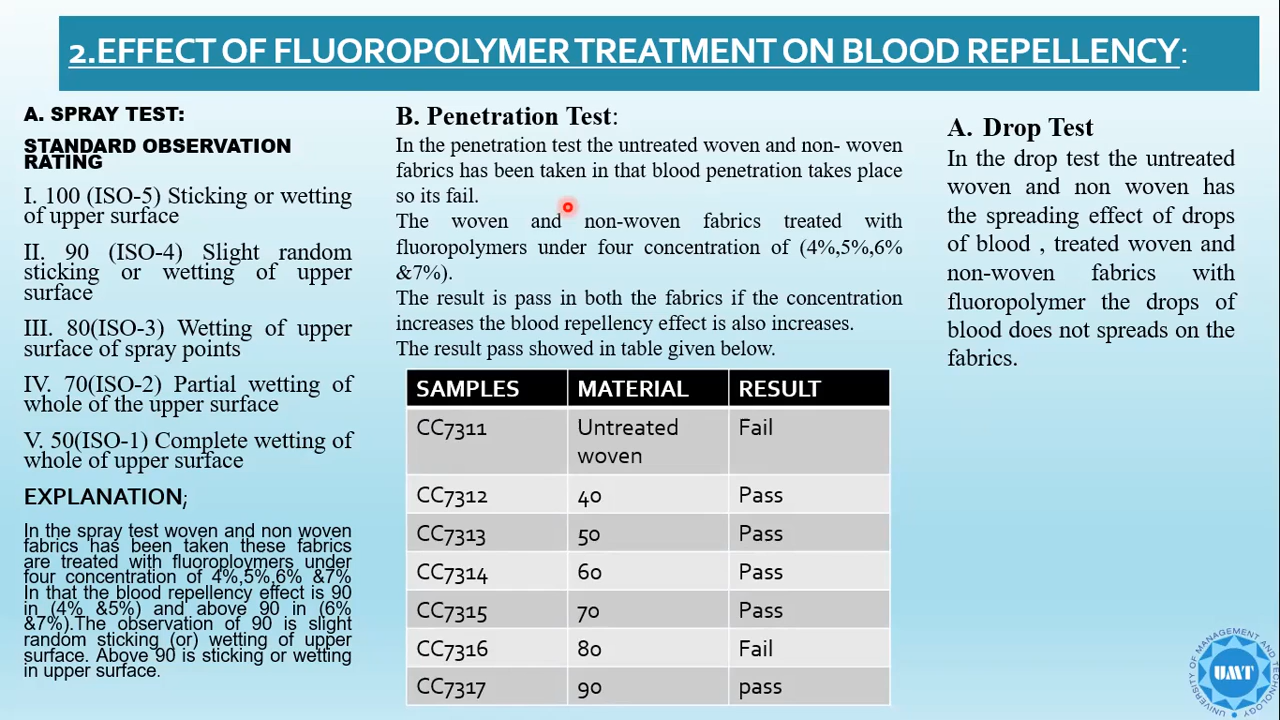 2.EFFECT OF FLUOROPOLYMER TREATMENT ON BLOOD REPELLENCY:
A. SPRAY TEST:
STANDARD OBSERVATION
RATING
I. 100 (ISO-5) Sticking or wetting
of upper surface
II. 90 (ISO-4) Slight random
sticking or wetting of upper
surface
III. 80(ISO-3) Wetting of upper
surface of spray points
IV. 70(ISO-2) Partial wetting of
whole of the upper surface
V. 50(ISO-1) Complete wetting of
whole of upper surface
EXPLANATION;
In the spray test woven and non woven
fabrics has been taken these fabrics
are treated with fluoroploymers under
four concentration of 4%,5%,6% &7%
In that the blood repellency effect is 90
in (4% &5%) and above 90 in (6%
&7%).The observation of 90 is slight
random sticking (or) wetting of upper
surface. Above 90 is sticking or wetting
in upper surface.
B. Penetration Test:
In the penetration test the untreated woven and non- woven
fabrics has been taken in that blood penetration takes place
so its fail.
The woven and non-woven fabrics treated with
fluoropolymers under four concentration of (4%,5%,6%
&7%).
The result is pass in both the fabrics if the concentration
increases the blood repellency effect is also increases.
The result pass showed in table given below.
SAMPLES MATERIAL RESULT
CC7311 Untreated woven Fail
CC7312 40 Pass
CC7313 50 Pass
CC7314 60 Pass
CC7315 70 Pass
CC7316 80 Fail
CC7317 90 pass
A. Drop Test
In the drop test the untreated
woven and non woven has
the spreading effect of drops
of blood , treated woven and
non-woven fabrics with
fluoropolymer the drops of
blood does not spreads on the
fabrics.
UNIVERSITY OF MANAGEMENT AND TECHNOLOGY
UMT